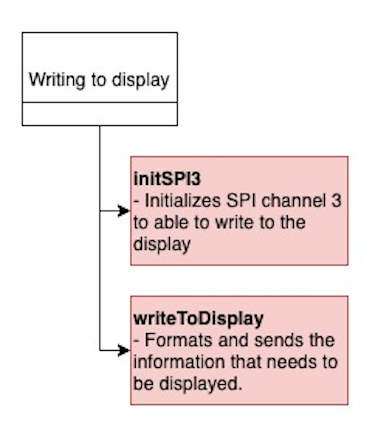 Writing to display
initSPI3
- Initializes SPI channel 3
to able to write to the
display
writeToDisplay
- Formats and sends the
information that needs to
be displayed.